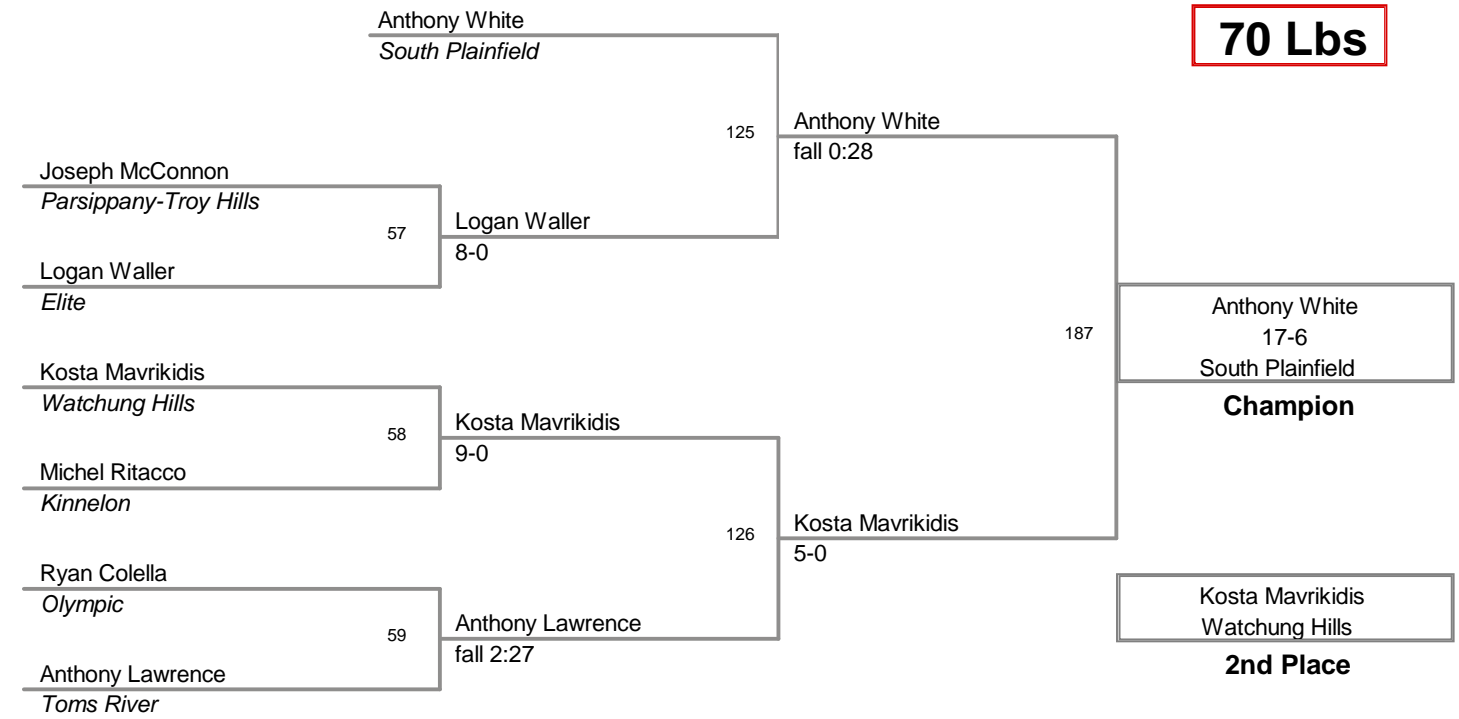 Anthony White
South Plainfield
70 Lbs
125
Anthony White
fall 0:28
Joseph McConnon
Parsippany-Troy Hills
57
Logan Waller
8-0
Logan Waller
Elite
187
Anthony White
17-6
South Plainfield
Champion
Kosta Mavrikidis
Watchung Hills
58
Kosta Mavrikidis
9-0
Michel Ritacco
Kinnelon
126
Kosta Mavrikidis
5-0
Ryan Colella
Olympic
59
Anthony Lawrence
fall 2:27
Anthony Lawrence
Toms River
Kosta Mavrikidis
Watchung Hills
2nd Place